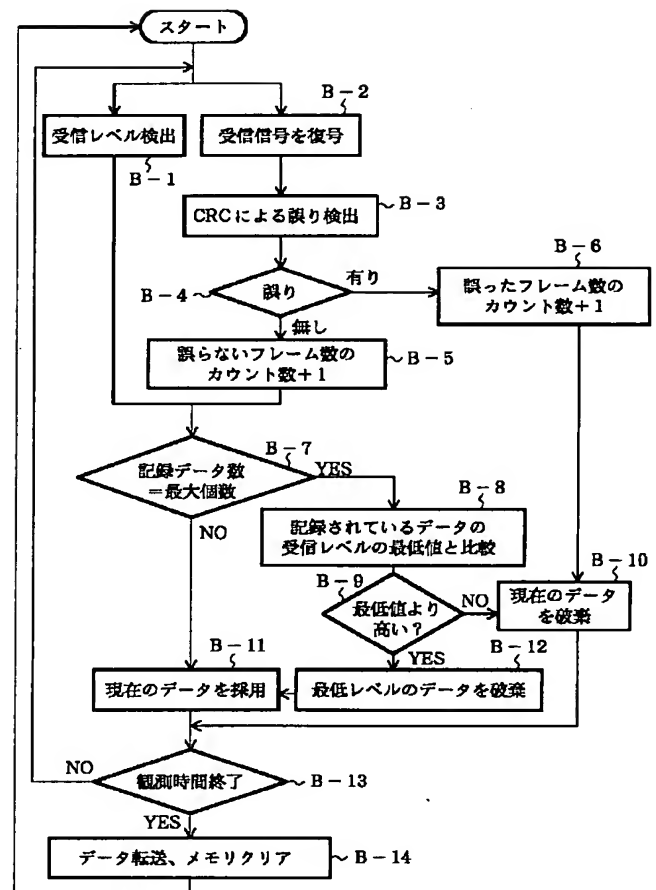 スタート
B－2
受信レベル検出
受信信号を復号
B－1
CRCによる誤り検出
B－3
B－6
B－4
誤り
有り
誤ったフレーム数の
カウント数＋1
無し
誤らないフレーム数の
カウント数＋1
B－5
B－7
記録データ数
＝最大個数
YES
B－8
NO
記録されているデータの
受信レベルの最低値と比較
B－10
B－9
最低値より
高い？
NO
現在のデータ
を破棄
B－11
YES
B－12
現在のデータを採用
最低レベルのデータを破棄
NO
観測時間終了
B－13
YES
データ転送、メモリクリア
B－14